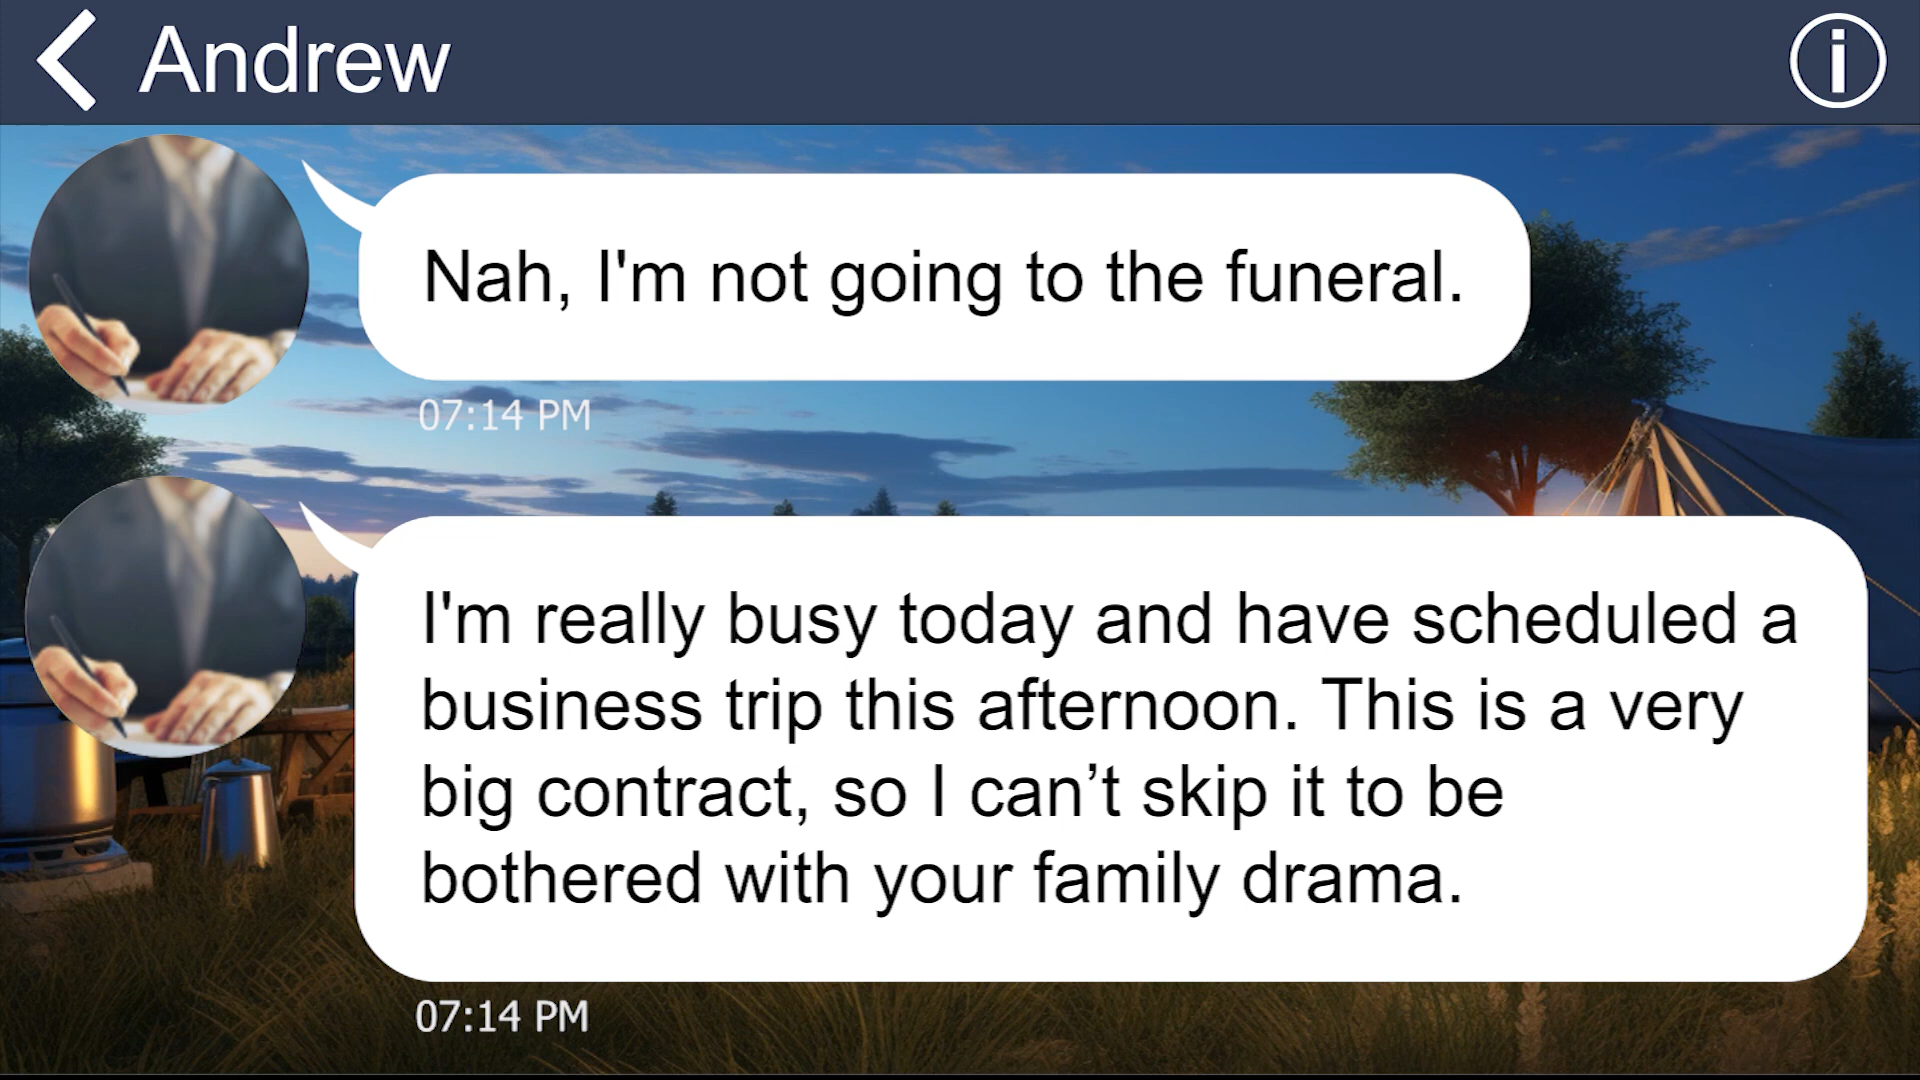 Andrew
Nah, I'm not going to the funeral.
07:14 PM
I'm really busy today and have scheduled a
business trip this afternoon. This is a very
big contract, so I can’t skip it to be
bothered with your family drama.
07:14 PM